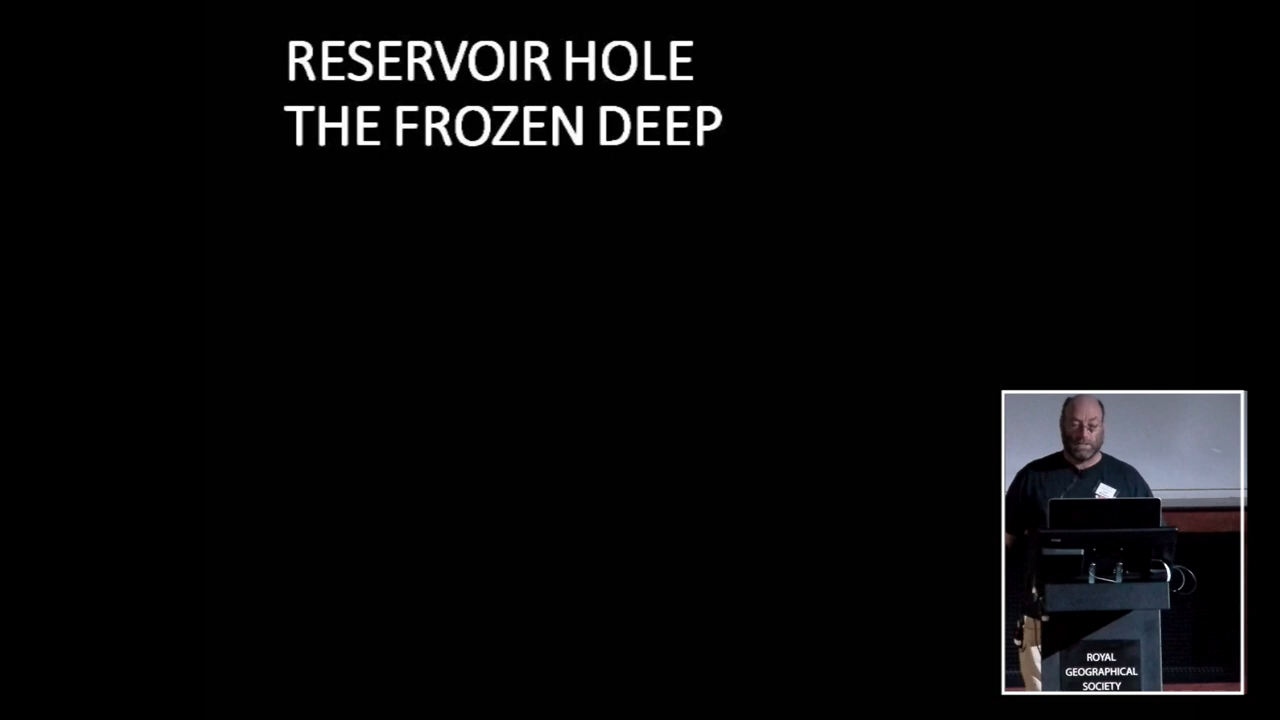 RESERVOIR HOLE
THE FROZEN DEEP
ROYAL
GEOGRAPHICAL
SOCIETY